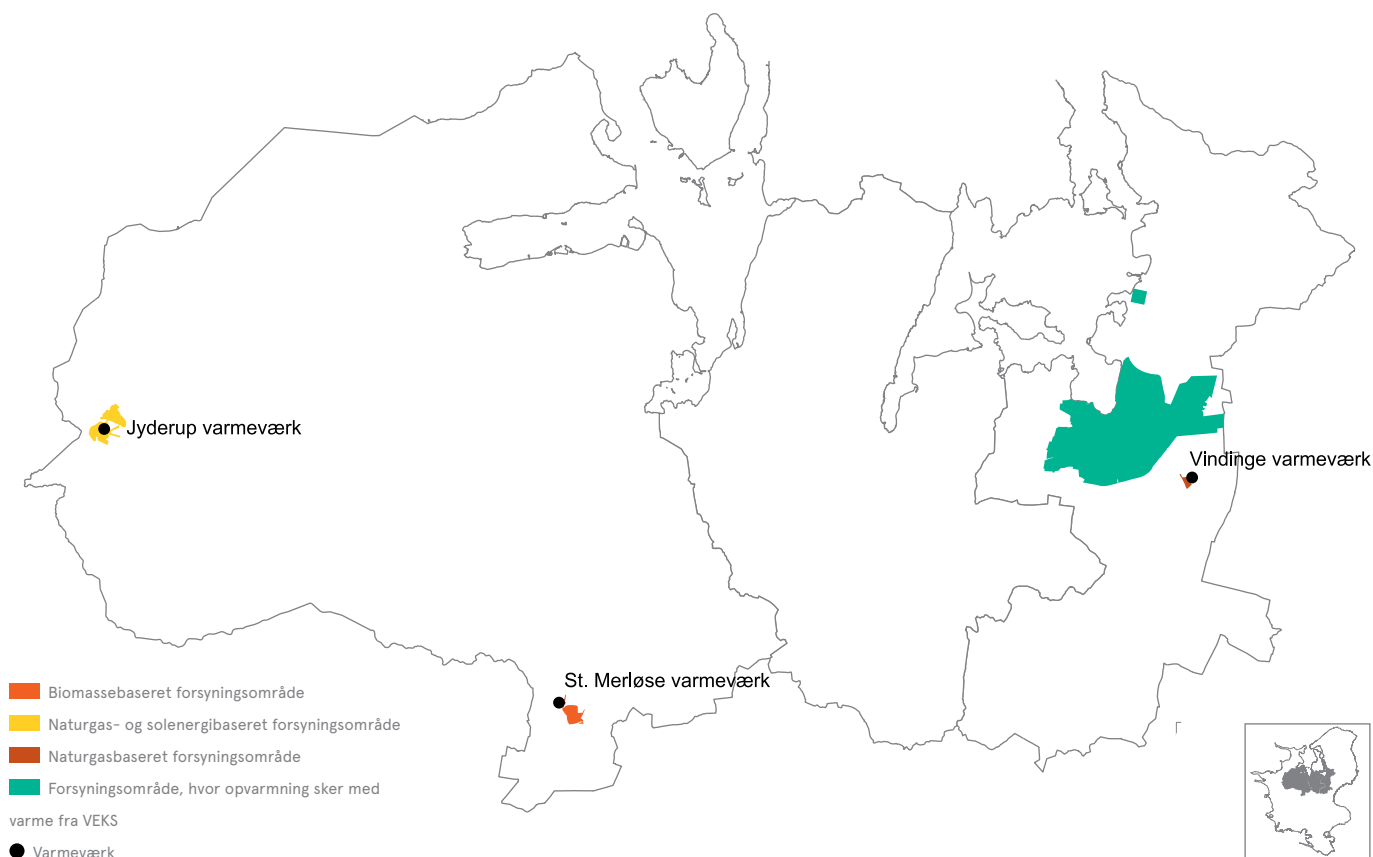 Jyderup varmeværk
Vindinge varmeværk
St. Merløse varmeværk
Biomassebaseret forsyningsområde
Naturgas- og solenergibaseret forsyningsområde
Naturgasbaseret forsyningsområde
Forsyningsområde, hvor opvarmning sker med
varme fra VEKS
Varmeværk